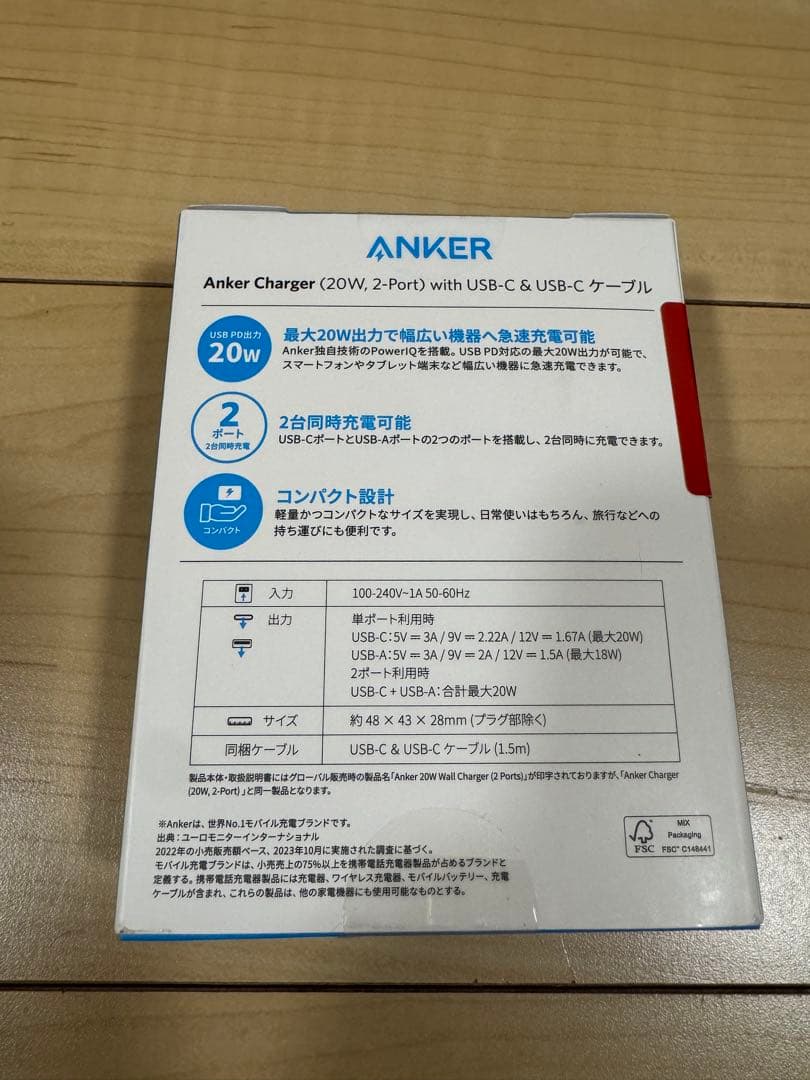 ANKER
Anker Charger (20W, 2-Port) with USB-C & USB-C ケーブル
USB PD出力
20W
最大20W出力で幅広い機器へ急速充電可能
Anker独自技術のPowerIQを搭載。USB PD対応の最大20W出力が可能で、
スマートフォンやタブレット端末など幅広い機器に急速充電できます。
2
ポート
2台同時充電
2台同時充電可能
USB-CポートとUSB-Aポートの2つのポートを搭載し、2台同時に充電できます。
コンパクト
コンパクト設計
軽量かつコンパクトなサイズを実現し、日常使いはもちろん、旅行などへの
持ち運びにも便利です。
入力 100-240V~1A 50-60Hz
出力 単ポート利用時
USB-C:5V⎓3A / 9V⎓2.22A / 12V⎓1.67A (最大20W)
USB-A:5V⎓3A / 9V⎓2A / 12V⎓1.5A (最大18W)
2ポート利用時
USB-C + USB-A:合計最大20W
サイズ 約 48 × 43 × 28mm (プラグ部除く)
同梱ケーブル USB-C & USB-C ケーブル (1.5m)
製品本体・取扱説明書にはグローバル販売時の製品名「Anker 20W Wall Charger (2 Ports)」が印字されておりますが、「Anker Charger
(20W, 2-Port) 」と同一製品となります。
※Ankerは、世界No.1モバイル充電ブランドです。
出典:ユーロモニターインターナショナル
2022年の小売販売額ベース、2023年10月に実施された調査に基づく。
モバイル充電ブランドは、小売売上の75%以上を携帯電話充電器製品が占めるブランドと
定義する。携帯電話充電器製品には充電器、ワイヤレス充電器、モバイルバッテリー、充電
ケーブルが含まれ、これらの製品は、他の家電機器にも使用可能なものとする。
FSC
MIX
Packaging
FSC® C148441